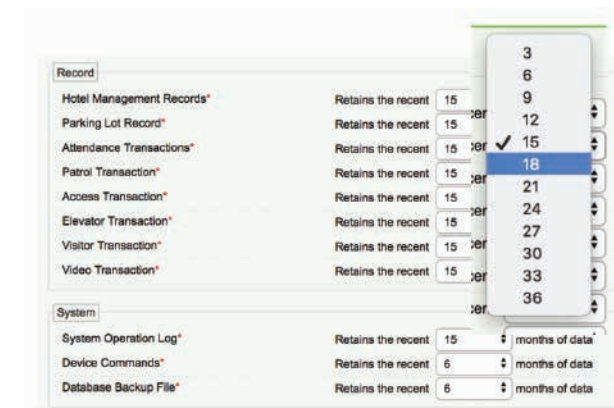 Record
Hotel Management Records* Retains the recent 15
Parking Lot Record* Retains the recent 15
Attendance Transactions* Retains the recent 15
Patrol Transaction* Retains the recent 15
Access Transaction* Retains the recent 15
Elevator Transaction* Retains the recent 15
Visitor Transaction* Retains the recent 15
Video Transaction* Retains the recent 15
3
6
9
12
✓ 15
18
21
24
27
30
33
36
System
System Operation Log* Retains the recent 15 months of data
Device Commands* Retains the recent 6 months of data
Database Backup File* Retains the recent 6 months of data